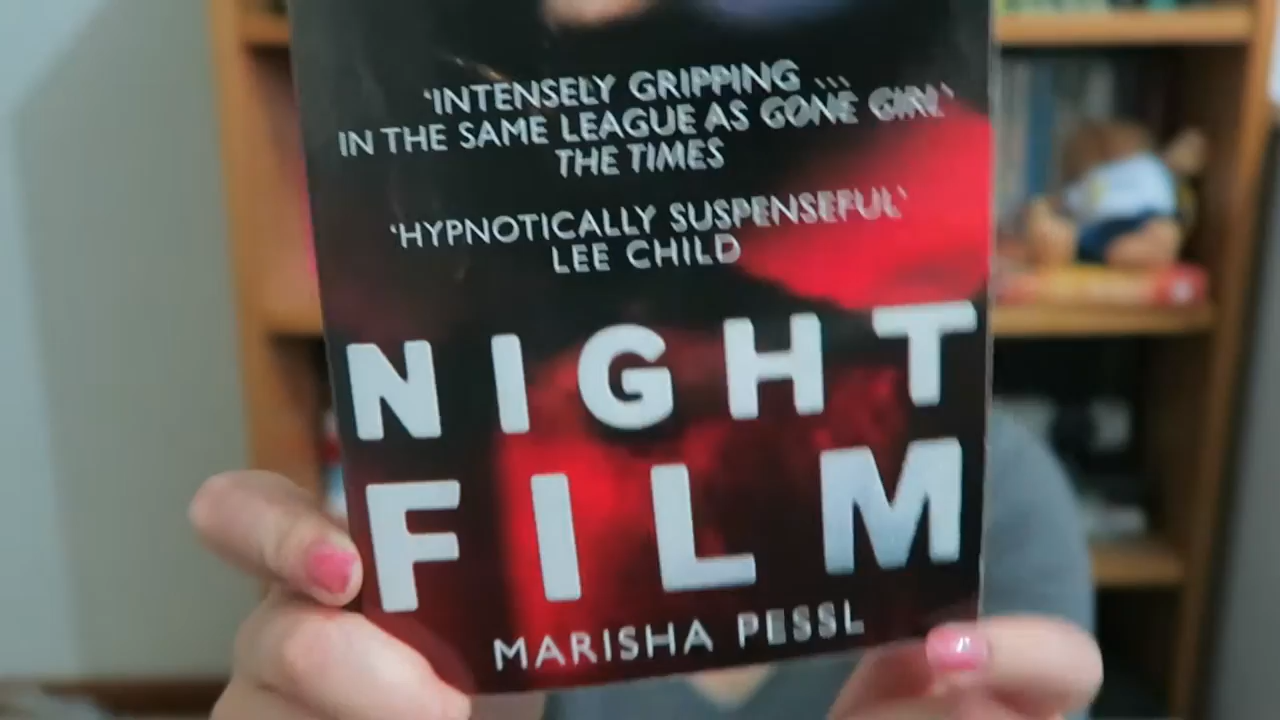 'INTENSELY GRIPPING ...
IN THE SAME LEAGUE AS GONE GIRL'
THE TIMES
'HYPNOTICALLY SUSPENSEFUL'
LEE CHILD
NIGHT
FILM
MARISHA PESSL